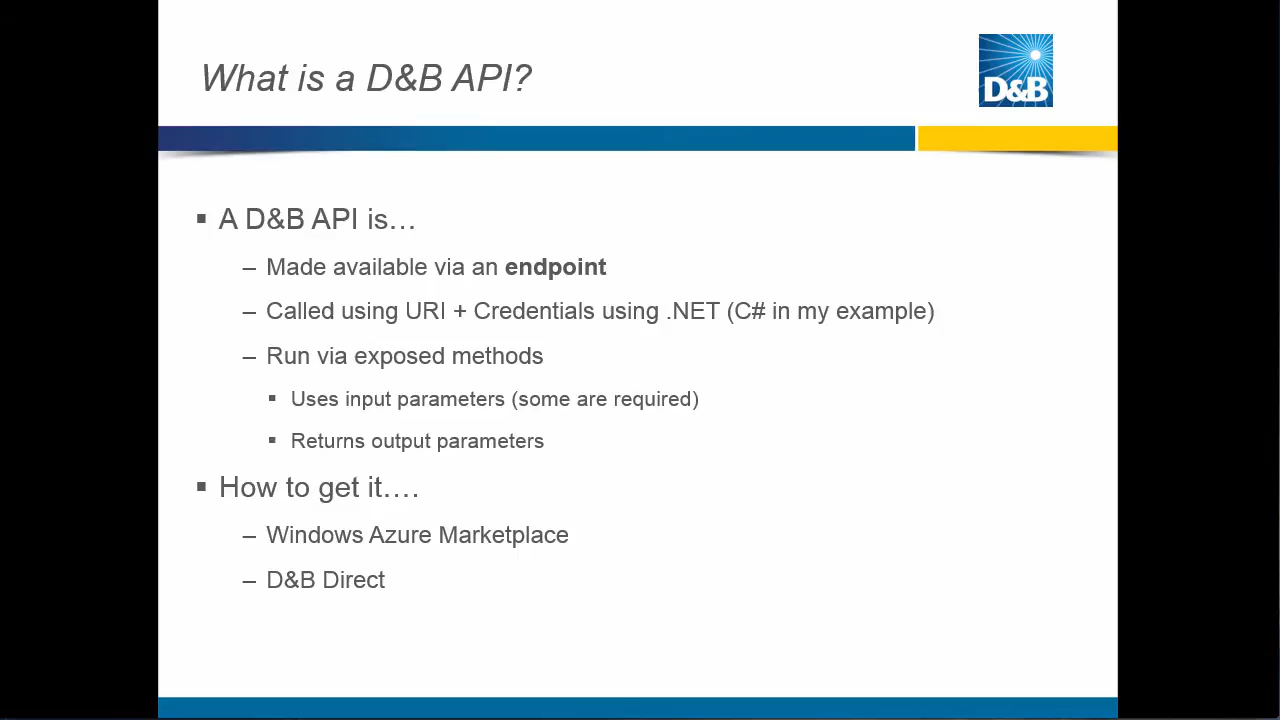 What is a D&B API?
D&B
▪ A D&B API is…
– Made available via an endpoint
– Called using URI + Credentials using .NET (C# in my example)
– Run via exposed methods
▪ Uses input parameters (some are required)
▪ Returns output parameters
▪ How to get it….
– Windows Azure Marketplace
– D&B Direct